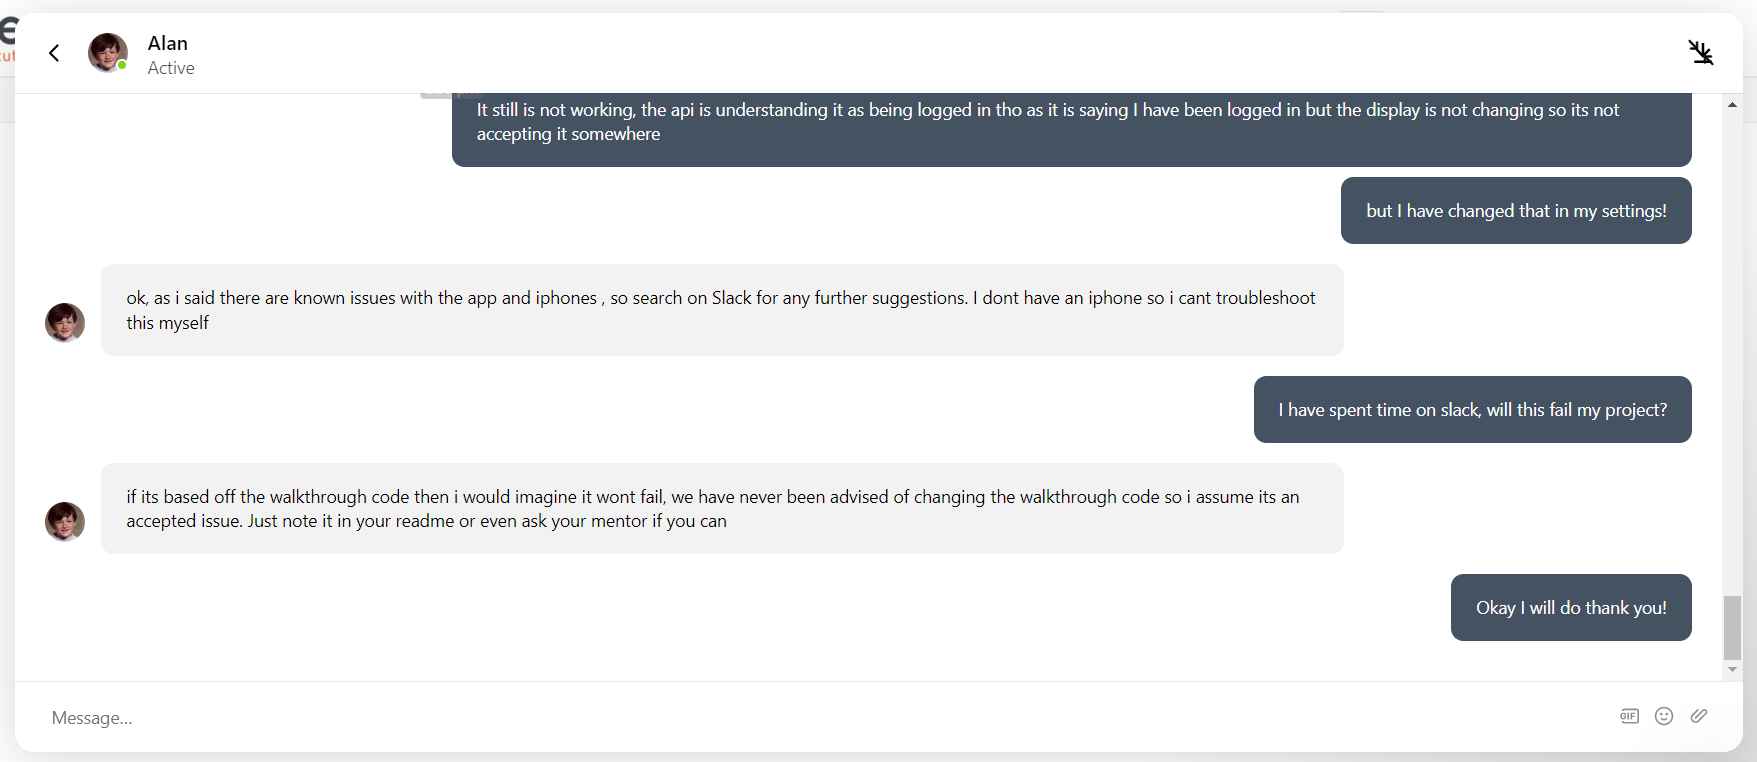 Alan
Active
It still is not working, the api is understanding it as being logged in tho as it is saying I have been logged in but the display is not changing so its not
accepting it somewhere
but I have changed that in my settings!
ok, as i said there are known issues with the app and iphones , so search on Slack for any further suggestions. I dont have an iphone so i cant troubleshoot
this myself
I have spent time on slack, will this fail my project?
if its based off the walkthrough code then i would imagine it wont fail, we have never been advised of changing the walkthrough code so i assume its an
accepted issue. Just note it in your readme or even ask your mentor if you can
Okay I will do thank you!
Message...
GIF